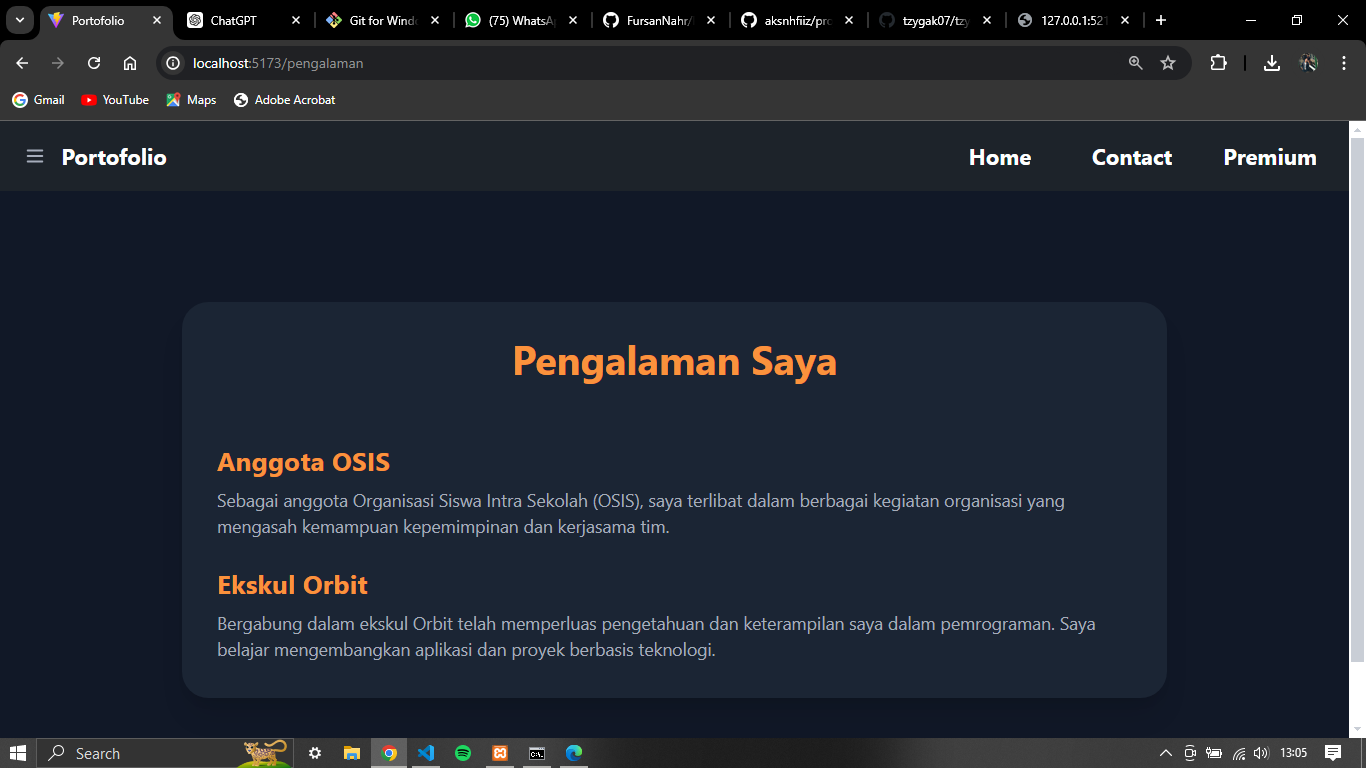 Portofolio
ChatGPT
Git for Wind
(75) WhatsA
FursanNahr/
aksnhfiiz/pro
tzygak07/tzy
127.0.0.1:521
localhost:5173/pengalaman
Gmail
YouTube
Maps
Adobe Acrobat
Portofolio
Home
Contact
Premium
Pengalaman Saya
Anggota OSIS
Sebagai anggota Organisasi Siswa Intra Sekolah (OSIS), saya terlibat dalam berbagai kegiatan organisasi yang
mengasah kemampuan kepemimpinan dan kerjasama tim.
Ekskul Orbit
Bergabung dalam ekskul Orbit telah memperluas pengetahuan dan keterampilan saya dalam pemrograman. Saya
belajar mengembangkan aplikasi dan proyek berbasis teknologi.
Search
13:05